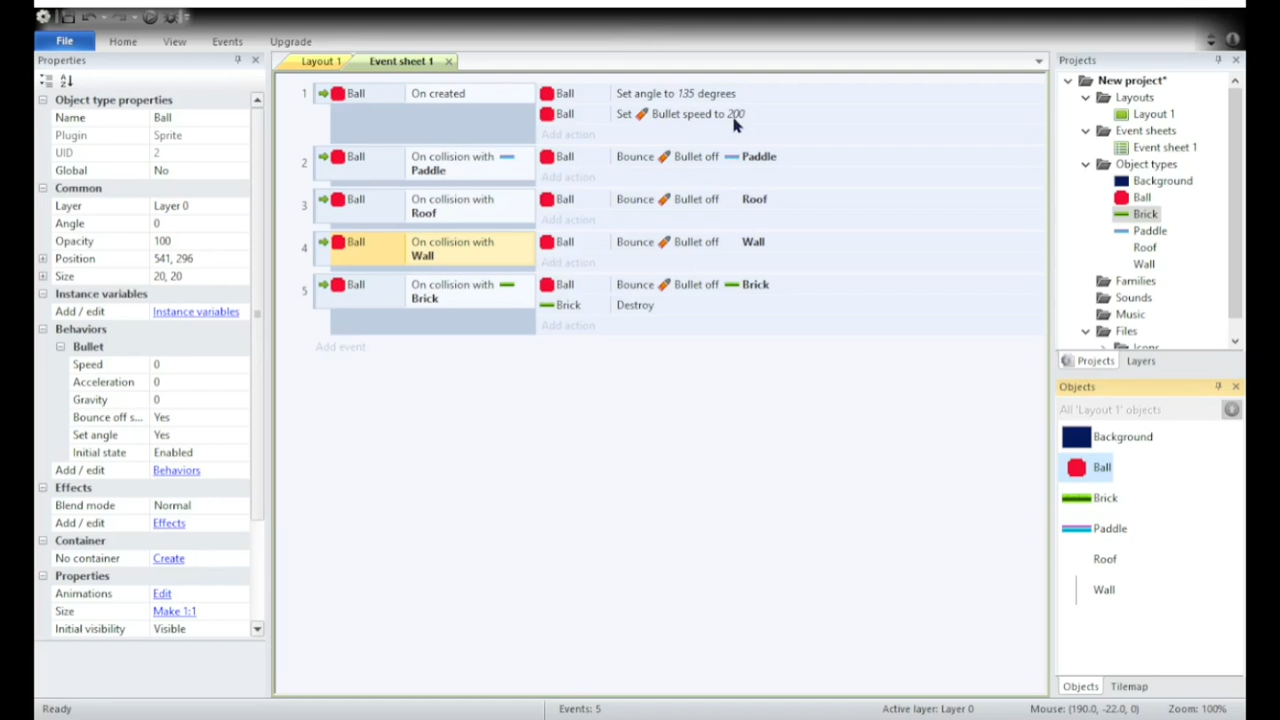 File Home View Events Upgrade
Properties
Object type properties
Name Ball
Plugin Sprite
UID 2
Global No
Common
Layer Layer 0
Angle 0
Opacity 100
Position 541, 296
Size 20, 20
Instance variables
Add / edit Instance variables
Behaviors
Bullet
Speed 0
Acceleration 0
Gravity 0
Bounce off s... Yes
Set angle Yes
Initial state Enabled
Add / edit Behaviors
Effects
Blend mode Normal
Add / edit Effects
Container
No container Create
Properties
Animations Edit
Size Make 1:1
Initial visibility Visible
Layout 1 Event sheet 1
1 Ball On created Ball Set angle to 135 degrees
Ball Set Bullet speed to 200
Add action
2 Ball On collision with Paddle Ball Bounce Bullet off Paddle
Add action
3 Ball On collision with Roof Ball Bounce Bullet off Roof
Add action
4 Ball On collision with Wall Ball Bounce Bullet off Wall
Add action
5 Ball On collision with Brick Ball Bounce Bullet off Brick
Brick Destroy
Add action
Add event
Projects
New project*
Layouts
Layout 1
Event sheets
Event sheet 1
Object types
Background
Ball
Brick
Paddle
Roof
Wall
Families
Sounds
Music
Files
Icons
Projects Layers
Objects
All 'Layout 1' objects
Background
Ball
Brick
Paddle
Roof
Wall
Objects Tilemap
Ready Events: 5 Active layer: Layer 0 Mouse: (190.0, -22.0, 0) Zoom: 100%